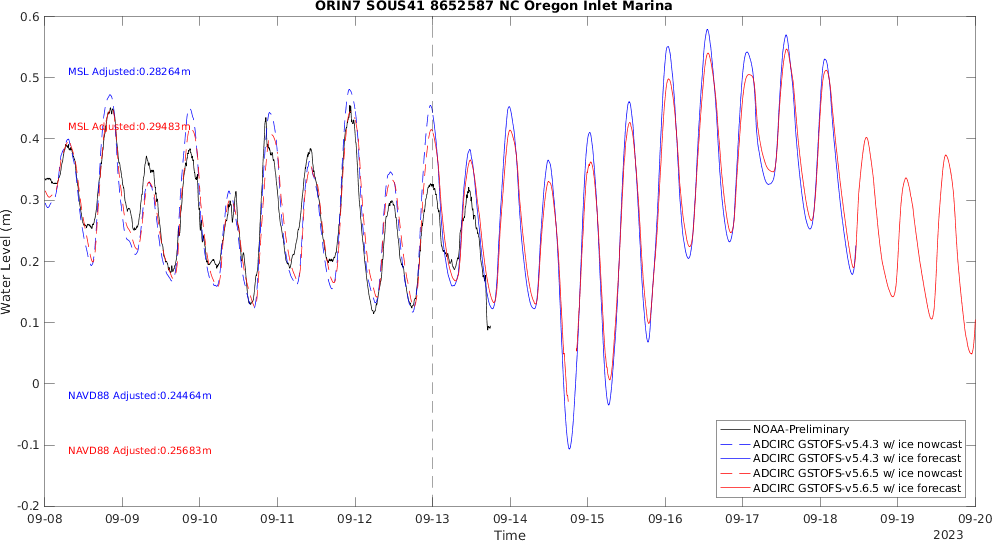 ORIN7 SOUS41 8652587 NC Oregon Inlet Marina
0.6
0.5
0.4
0.3
0.2
0.1
0
-0.1
-0.2
Water Level (m)
MSL Adjusted:0.28264m
MSL Adjusted:0.29483m
NAVD88 Adjusted:0.24464m
NAVD88 Adjusted:0.25683m
NOAA-Preliminary
ADCIRC GSTOFS-v5.4.3 w/ ice nowcast
ADCIRC GSTOFS-v5.4.3 w/ ice forecast
ADCIRC GSTOFS-v5.6.5 w/ ice nowcast
ADCIRC GSTOFS-v5.6.5 w/ ice forecast
09-08 09-09 09-10 09-11 09-12 09-13 09-14 09-15 09-16 09-17 09-18 09-19 09-20
Time
2023